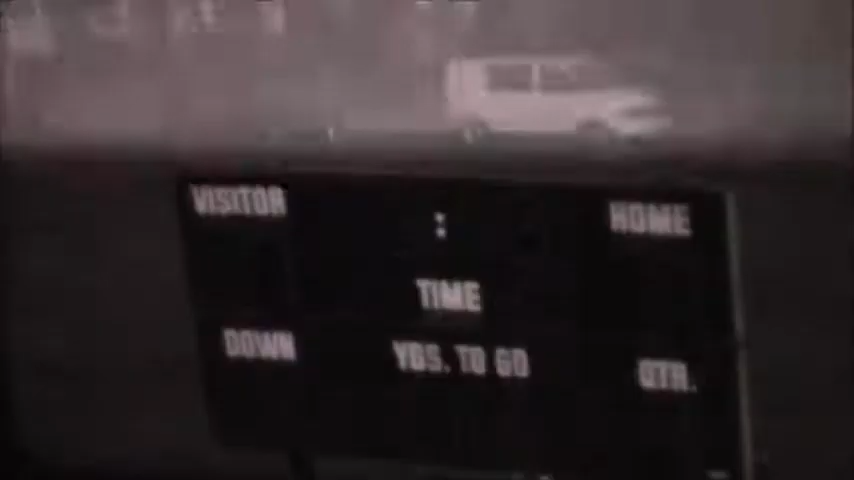 VISITOR : HOME
TIME
DOWN YDS. TO GO QTR.